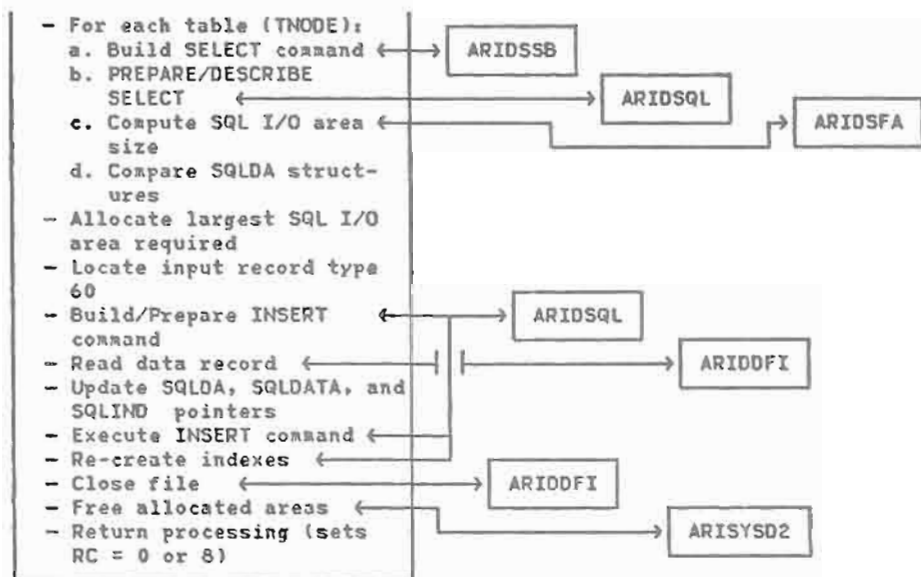 - For each table (TNODE):
a. Build SELECT command
ARIDSSB
b. PREPARE/DESCRIBE
SELECT
ARIDSQL
c. Compute SQL I/O area
size
ARIDSFA
d. Compare SQLDA struct-
ures
- Allocate largest SQL I/O
area required
- Locate input record type
60
- Build/Prepare INSERT
command
ARIDSQL
- Read data record
ARIDDFI
- Update SQLDA, SQLDATA, and
SQLIND pointers
- Execute INSERT command
- Re-create indexes
- Close file
ARIDDFI
- Free allocated areas
ARISYSD2
- Return processing (sets
RC = 0 or 8)